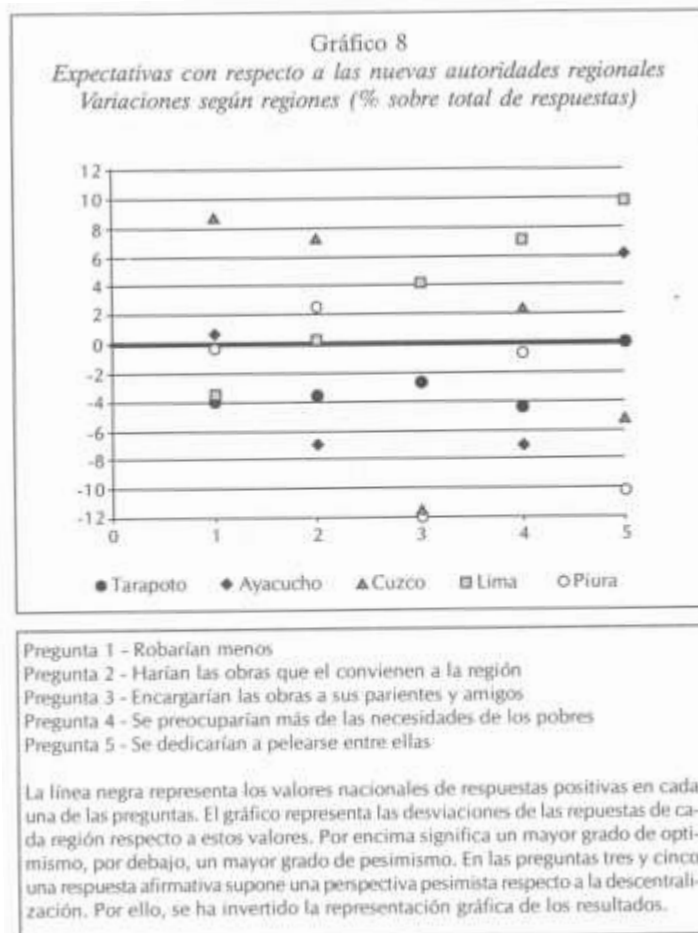 Gráfico 8
Expectativas con respecto a las nuevas autoridades regionales
Variaciones según regiones (% sobre total de respuestas)
12
10
8
6
4
2
0
-2
-4
-6
-8
-10
-12
0 1 2 3 4 5
Tarapoto Ayacucho Cuzco Lima Piura
Pregunta 1 - Robarían menos
Pregunta 2 - Harían las obras que el convienen a la región
Pregunta 3 - Encargarían las obras a sus parientes y amigos
Pregunta 4 - Se preocuparían más de las necesidades de los pobres
Pregunta 5 - Se dedicarían a pelearse entre ellas
La línea negra representa los valores nacionales de respuestas positivas en cada
una de las preguntas. El gráfico representa las desviaciones de las repuestas de ca-
da región respecto a estos valores. Por encima significa un mayor grado de opti-
mismo, por debajo, un mayor grado de pesimismo. En las preguntas tres y cinco
una respuesta afirmativa supone una perspectiva pesimista respecto a la descentrali-
zación. Por ello, se ha invertido la representación gráfica de los resultados.